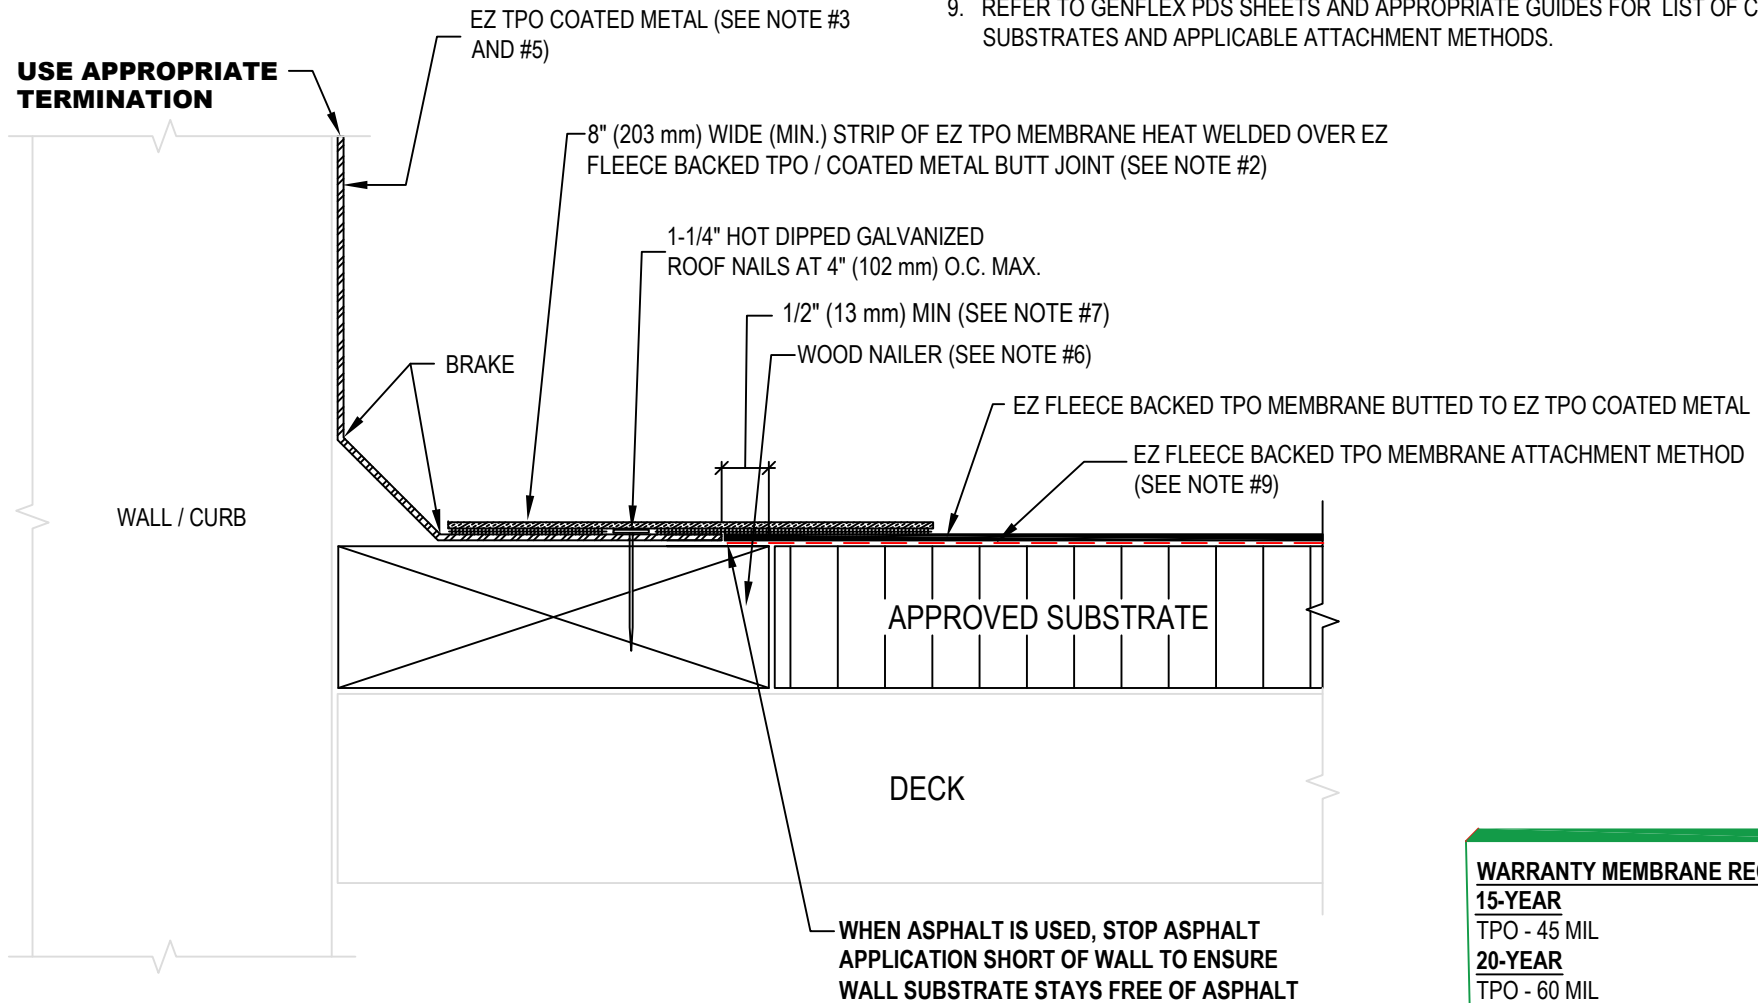 EZ TPO COATED METAL (SEE NOTE #3
AND #5)
9. REFER TO GENFLEX PDS SHEETS AND APPROPRIATE GUIDES FOR LIST OF C
SUBSTRATES AND APPLICABLE ATTACHMENT METHODS.
USE APPROPRIATE
TERMINATION
8" (203 mm) WIDE (MIN.) STRIP OF EZ TPO MEMBRANE HEAT WELDED OVER EZ
FLEECE BACKED TPO / COATED METAL BUTT JOINT (SEE NOTE #2)
1-1/4" HOT DIPPED GALVANIZED
ROOF NAILS AT 4" (102 mm) O.C. MAX.
1/2" (13 mm) MIN (SEE NOTE #7)
WOOD NAILER (SEE NOTE #6)
BRAKE
EZ FLEECE BACKED TPO MEMBRANE BUTTED TO EZ TPO COATED METAL
EZ FLEECE BACKED TPO MEMBRANE ATTACHMENT METHOD
(SEE NOTE #9)
WALL / CURB
APPROVED SUBSTRATE
DECK
WHEN ASPHALT IS USED, STOP ASPHALT
APPLICATION SHORT OF WALL TO ENSURE
WALL SUBSTRATE STAYS FREE OF ASPHALT
WARRANTY MEMBRANE
15-YEAR
TPO - 45 MIL
20-YEAR
TPO - 60 MIL